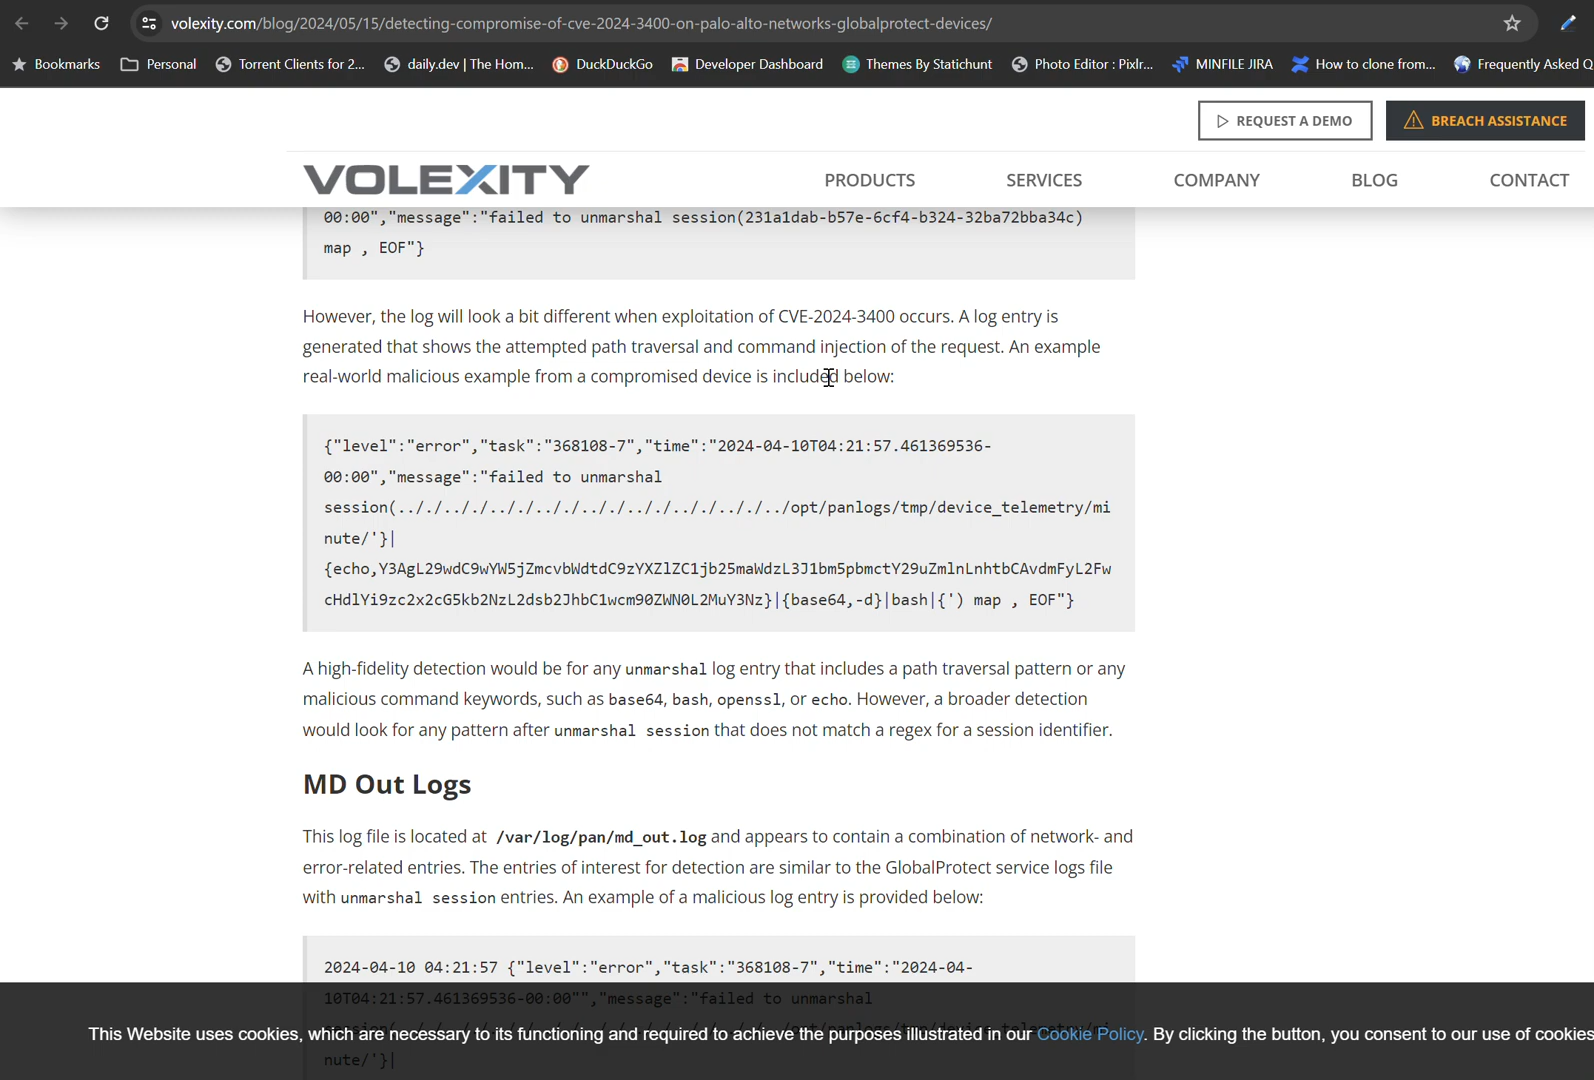 volexity.com/blog/2024/05/15/detecting-compromise-of-cve-2024-3400-on-palo-alto-networks-globalprotect-devices/
Bookmarks Personal Torrent Clients for 2... daily.dev | The Hom... DuckDuckGo Developer Dashboard Themes By Statichunt Photo Editor : Pixlr... MINFILE JIRA How to clone from... Frequently Asked Q
REQUEST A DEMO BREACH ASSISTANCE
VOLEXITY PRODUCTS SERVICES COMPANY BLOG CONTACT
00:00","message":"failed to unmarshal session(231a1dab-b57e-6cf4-b324-32ba72bba34c)
map , EOF"}
However, the log will look a bit different when exploitation of CVE-2024-3400 occurs. A log entry is
generated that shows the attempted path traversal and command injection of the request. An example
real-world malicious example from a compromised device is included below:
{"level":"error","task":"368108-7","time":"2024-04-10T04:21:57.461369536-
00:00","message":"failed to unmarshal
session(.././.././.././.././.././.././.././.././../opt/panlogs/tmp/device_telemetry/mi
nute/'}|
{echo,Y3AgL29wdC9wYW5jZmcvbWdtdC9zYXZlZC1jb25maWdzL3J1bm5pbmctY29uZmlnLnhtbCAvdmFyL2Fw
cHdlYi9zc2x2cG5kb2NzL2dsb2JhbC1wcm90ZWN0L2MuY3Nz}|{base64,-d}|bash|{') map , EOF"}
A high-fidelity detection would be for any unmarshal log entry that includes a path traversal pattern or any
malicious command keywords, such as base64, bash, openssl, or echo. However, a broader detection
would look for any pattern after unmarshal session that does not match a regex for a session identifier.
MD Out Logs
This log file is located at /var/log/pan/md_out.log and appears to contain a combination of network- and
error-related entries. The entries of interest for detection are similar to the GlobalProtect service logs file
with unmarshal session entries. An example of a malicious log entry is provided below:
2024-04-10 04:21:57 {"level":"error","task":"368108-7","time":"2024-04-
10T04:21:57.461369536-00:00"","message":"failed to unmarshal
This Website uses cookies, which are necessary to its functioning and required to achieve the purposes illustrated in our Cookie Policy. By clicking the button, you consent to our use of cookies
nute/'}|